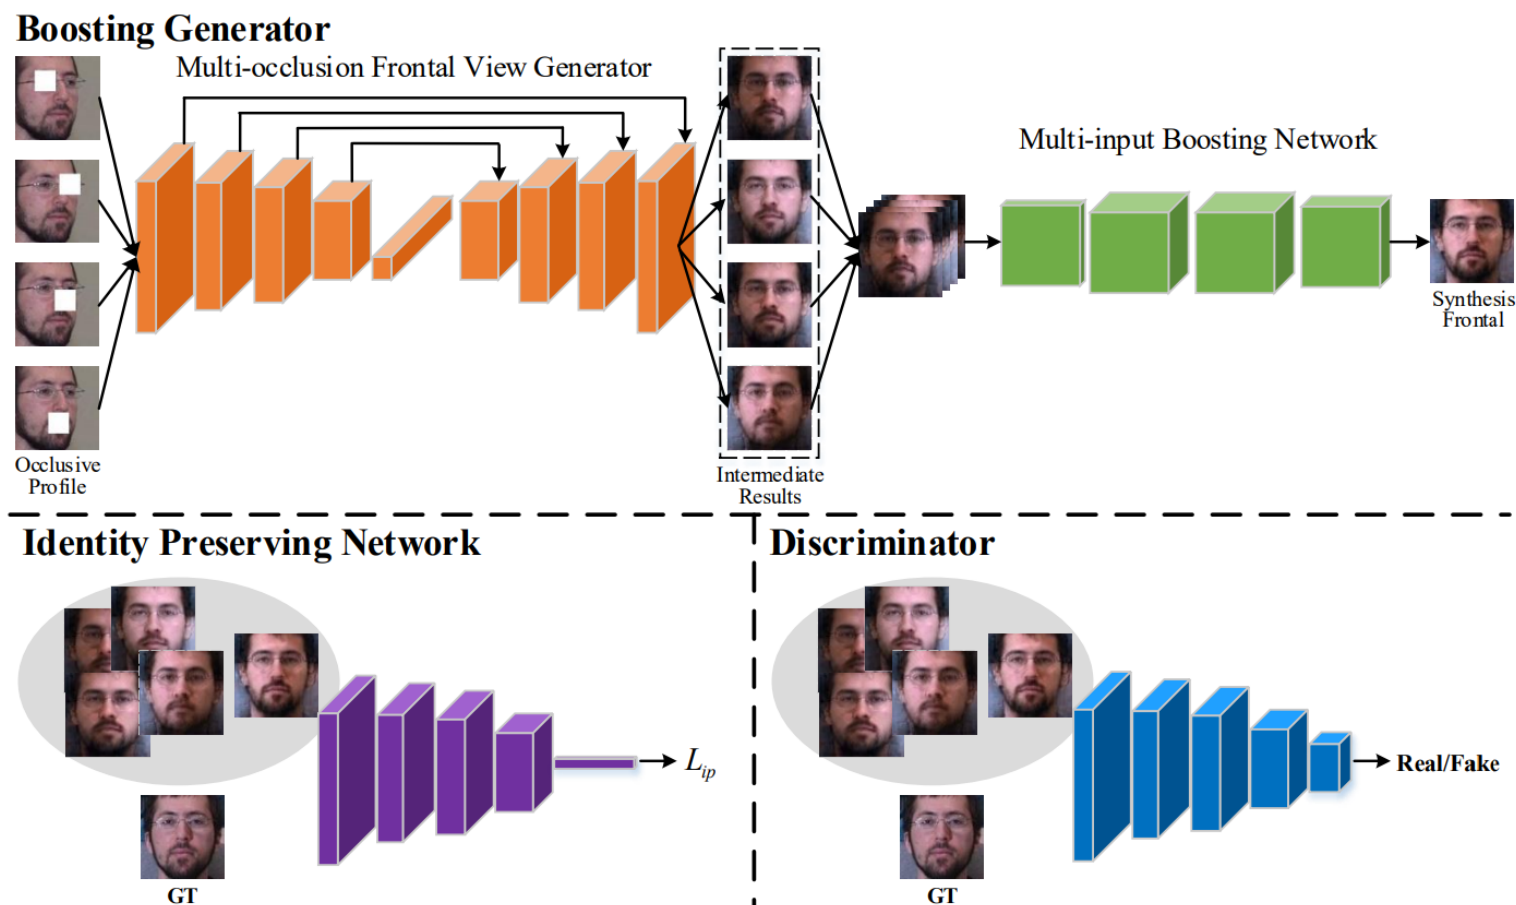 Boosting Generator
Multi-occlusion Frontal View Generator
Multi-input Boosting Network
Occlusive
Profile
Intermediate
Results
Synthesis
Frontal
Identity Preserving Network
L_ip
GT
Discriminator
Real/Fake
GT